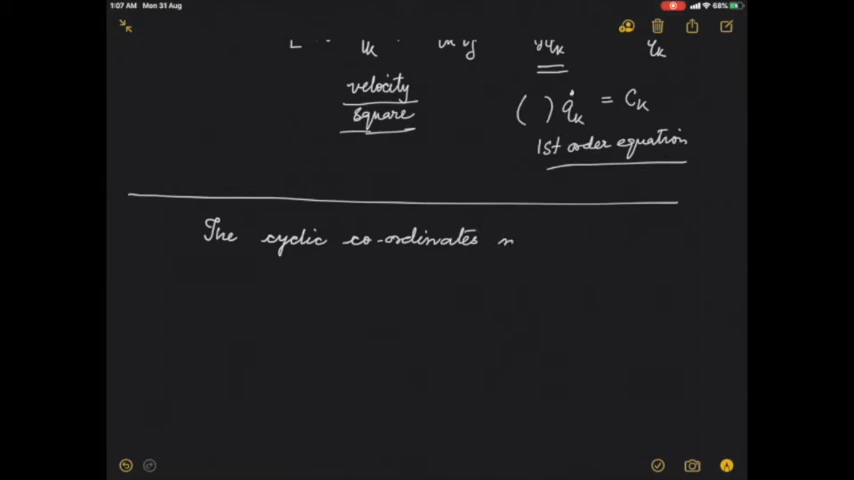 1:07 AM Mon 31 Aug
68%
velocity
square
( ) q̇k = Ck
1st order equation
The cyclic co-ordinates